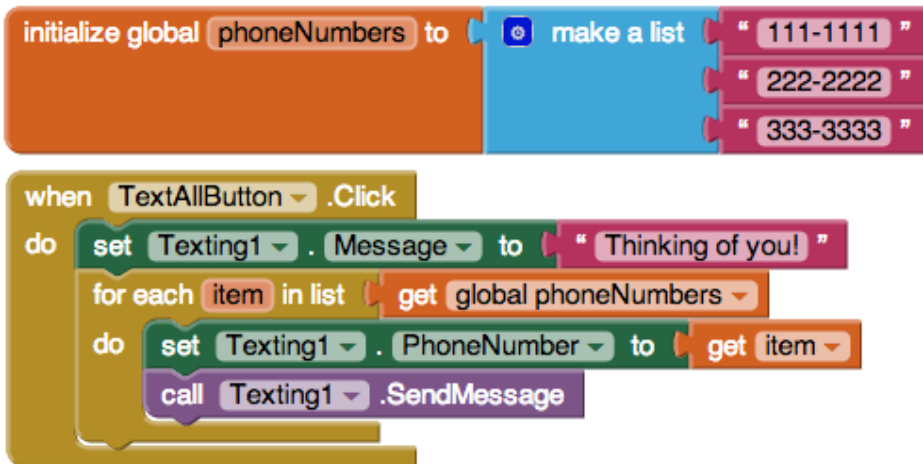 initialize global phoneNumbers to make a list " 111-1111 "
" 222-2222 "
" 333-3333 "
when TextAllButton .Click
do set Texting1 . Message to " Thinking of you! "
for each item in list get global phoneNumbers
do set Texting1 . PhoneNumber to get item
call Texting1 .SendMessage